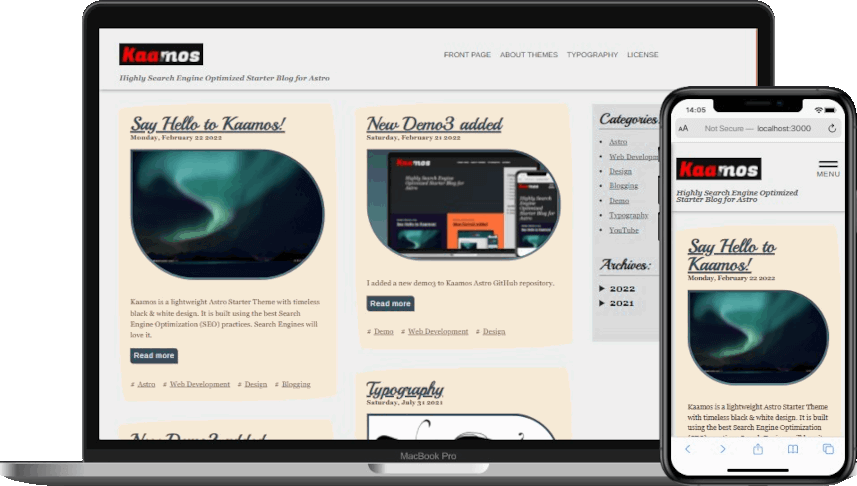 Kaamos
FRONT PAGE ABOUT THEMES TYPOGRAPHY LICENSE
Highly Search Engine Optimized Starter Blog for Astro
Say Hello to Kaamos!
Monday, February 22 2022
Kaamos is a lightweight Astro Starter Theme with timeless
black & white design. It is built using the best Search
Engine Optimization (SEO) practices. Search Engines will
love it.
Read more
# Astro # Web Development # Design # Blogging
New Demo3 added
New Demo3 added
Saturday, February 21 2022
I added a new demo3 to Kaamos Astro GitHub repository.
Read more
# Demo # Web Development # Design
Typography
Saturday, July 31 2021
Categories:
Astro
Web Developm
Design
Blogging
Demo
Typography
YouTube
Archives:
2022
2021
MacBook Pro
14:05
AA Not Secure — localhost:3000
Kaamos
MENU
Highly Search Engine Optimized
Starter Blog for Astro
Say Hello to
Kaamos!
Monday, February 22 2022
Kaamos is a lightweight Astro Starter Theme
with timeless black & white design. It is built
using the best Search Engine Optimization